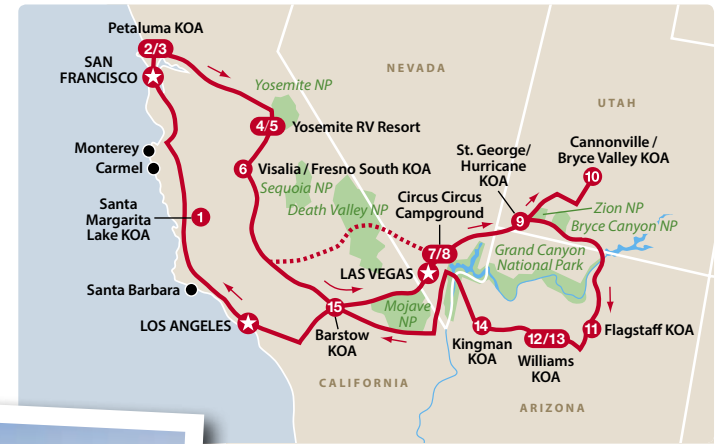 Petaluma KOA
2/3
SAN
FRANCISCO
NEVADA
Yosemite NP
UTAH
4/5
Yosemite RV Resort
Monterey
Carmel
St. George/
Hurricane
KOA
Cannonville /
Bryce Valley KOA
10
6
Visalia / Fresno South KOA
Sequoia NP
Death Valley NP
Circus Circus
Campground
Santa
Margarita
Lake KOA
1
9
Zion NP
Bryce Canyon NP
7/8
Grand Canyon
National Park
LAS VEGAS
Santa Barbara
Mojave
NP
LOS ANGELES
15
Barstow
KOA
14
Kingman
KOA
12/13
Williams
KOA
11
Flagstaff KOA
CALIFORNIA
ARIZONA